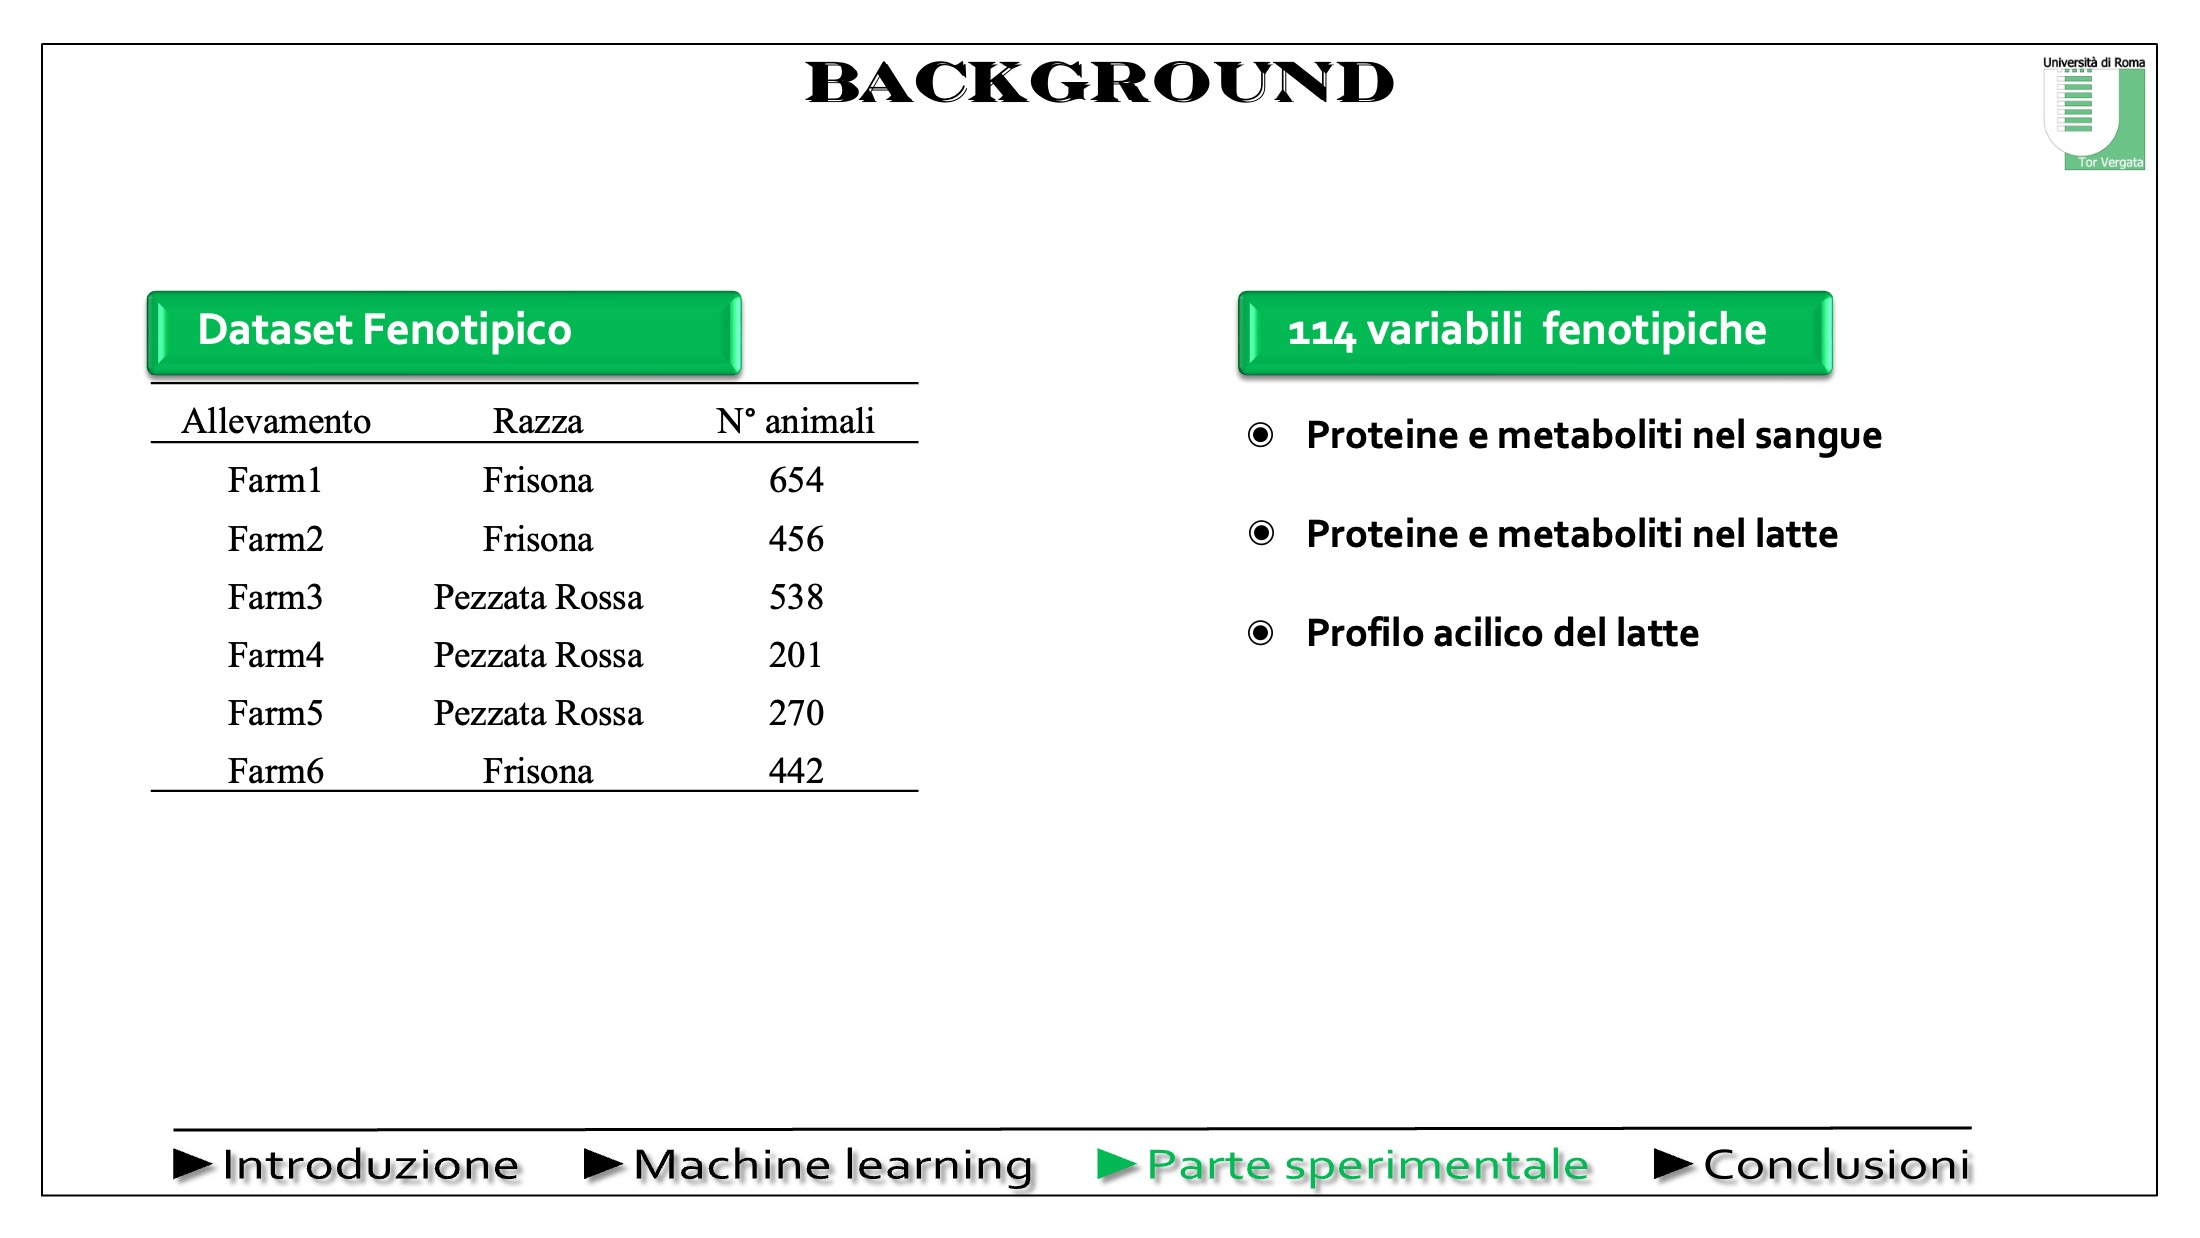 BACKGROUND
Università di Roma
Tor Vergata
Dataset Fenotipico
Allevamento Razza N° animali
Farm1 Frisona 654
Farm2 Frisona 456
Farm3 Pezzata Rossa 538
Farm4 Pezzata Rossa 201
Farm5 Pezzata Rossa 270
Farm6 Frisona 442
114 variabili fenotipiche
Proteine e metaboliti nel sangue
Proteine e metaboliti nel latte
Profilo acilico del latte
Introduzione Machine learning Parte sperimentale Conclusioni